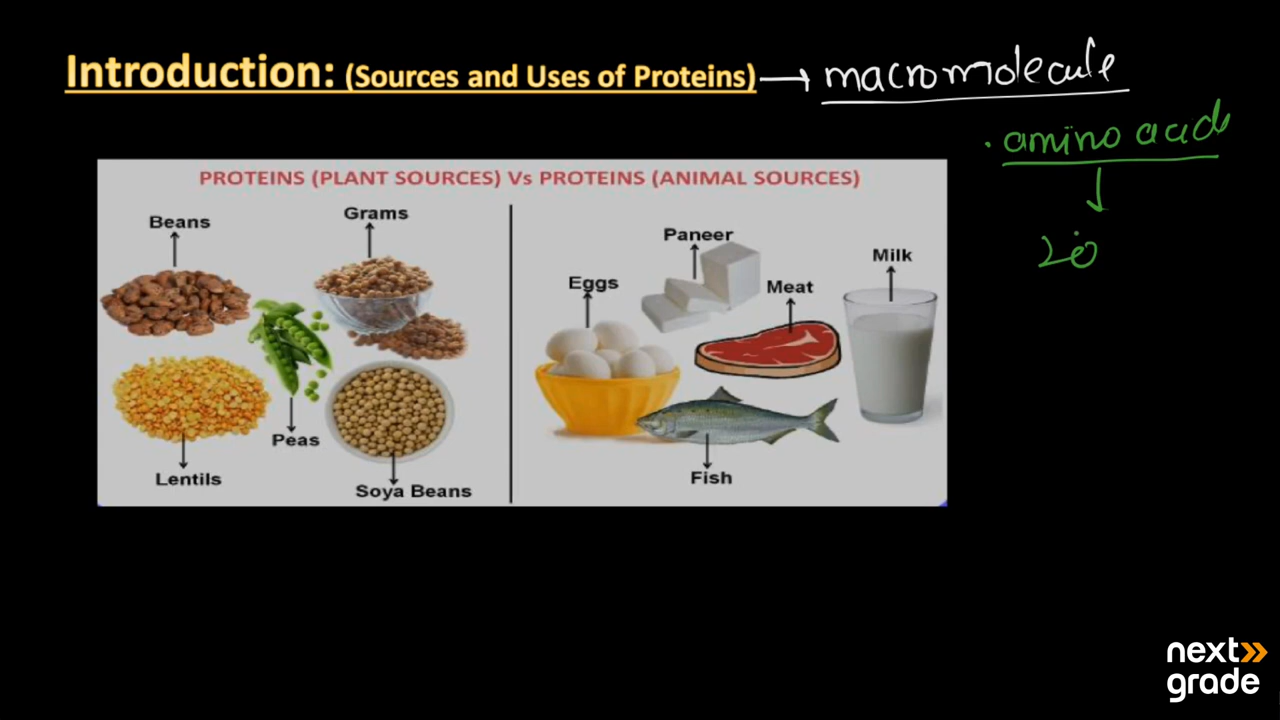 Introduction: (Sources and Uses of Proteins) → macromolecule
· amino acids
↓
20
PROTEINS (PLANT SOURCES) Vs PROTEINS (ANIMAL SOURCES)
Beans
Grams
Lentils
Peas
Soya Beans
Eggs
Paneer
Meat
Milk
Fish
next>>
grade